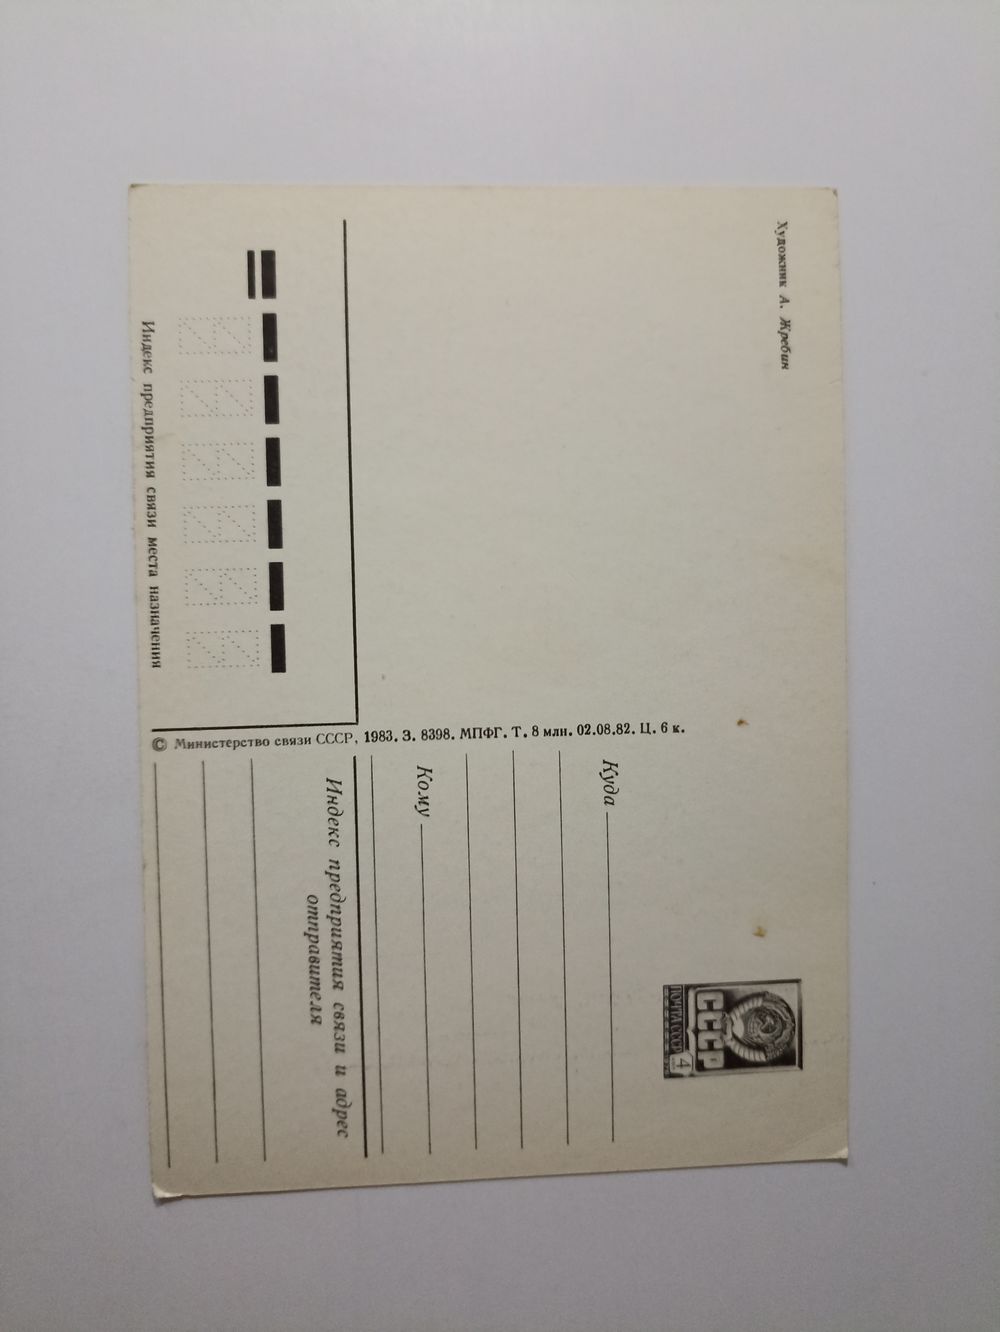 Художник А. Жребин
Индекс предприятия связи места назначения
© Министерство связи СССР, 1983. З. 8398. МПФГ. Т. 8 млн. 02.08.82. Ц. 6 к.
СССР
ПОЧТА СССР
4
Куда
Кому
Индекс предприятия связи и адрес
отправителя